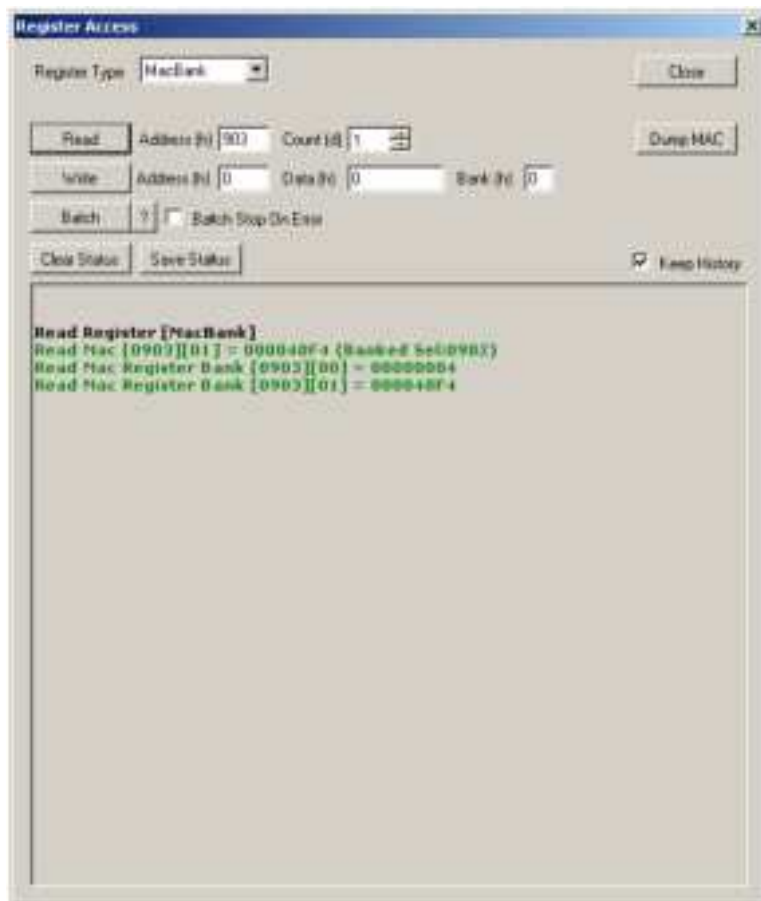 Register Access
Register Type MacBank Close
Read Address (h) 903 Count (d) 1 Dump MAC
Write Address (h) 0 Data (h) 0 Bank (h) 0
Batch ? Batch Stop On Error
Clear Status Save Status Keep History
Read Register [MacBank]
Read Mac [0903][01] = 000040F4 (Banked Sel:0902)
Read Mac Register Bank [0903][00] = 00000004
Read Mac Register Bank [0903][01] = 000040F4